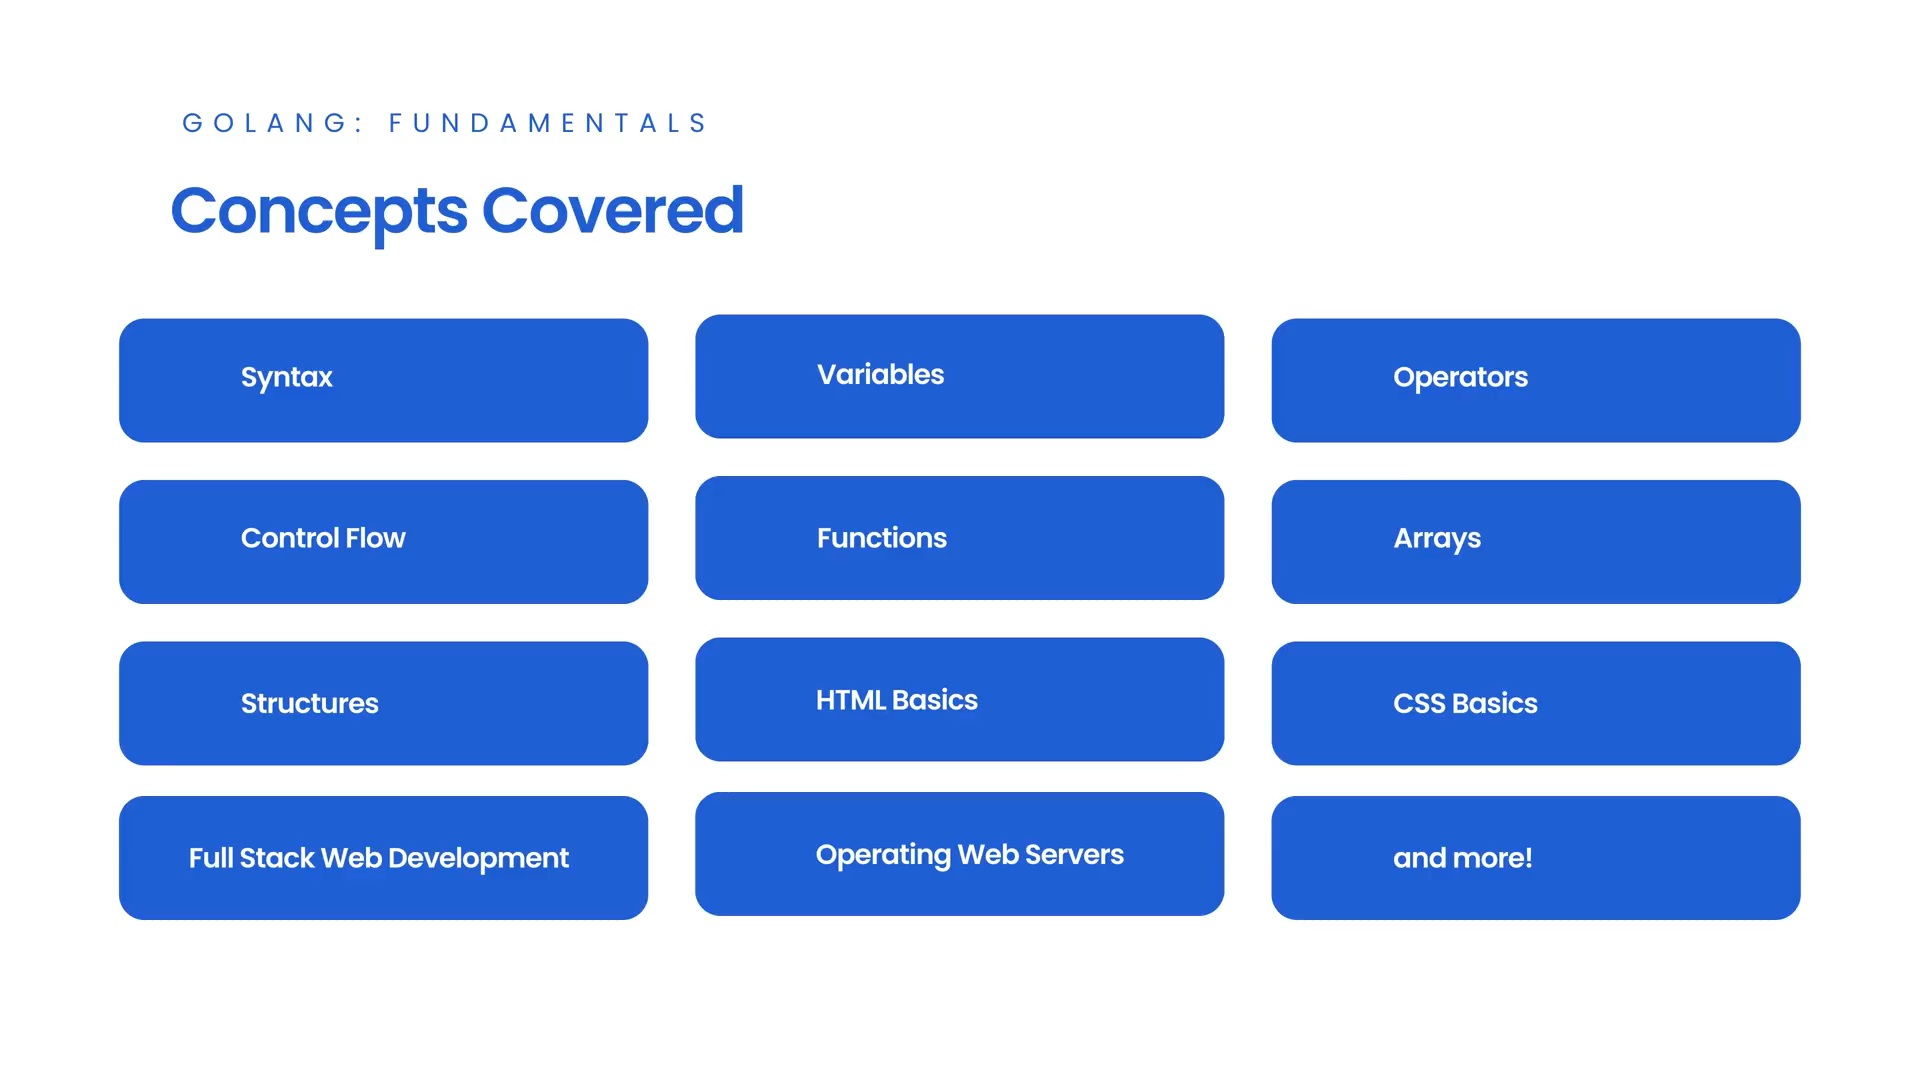 GOLANG: FUNDAMENTALS
Concepts Covered
Syntax
Variables
Operators
Control Flow
Functions
Arrays
Structures
HTML Basics
CSS Basics
Full Stack Web Development
Operating Web Servers
and more!